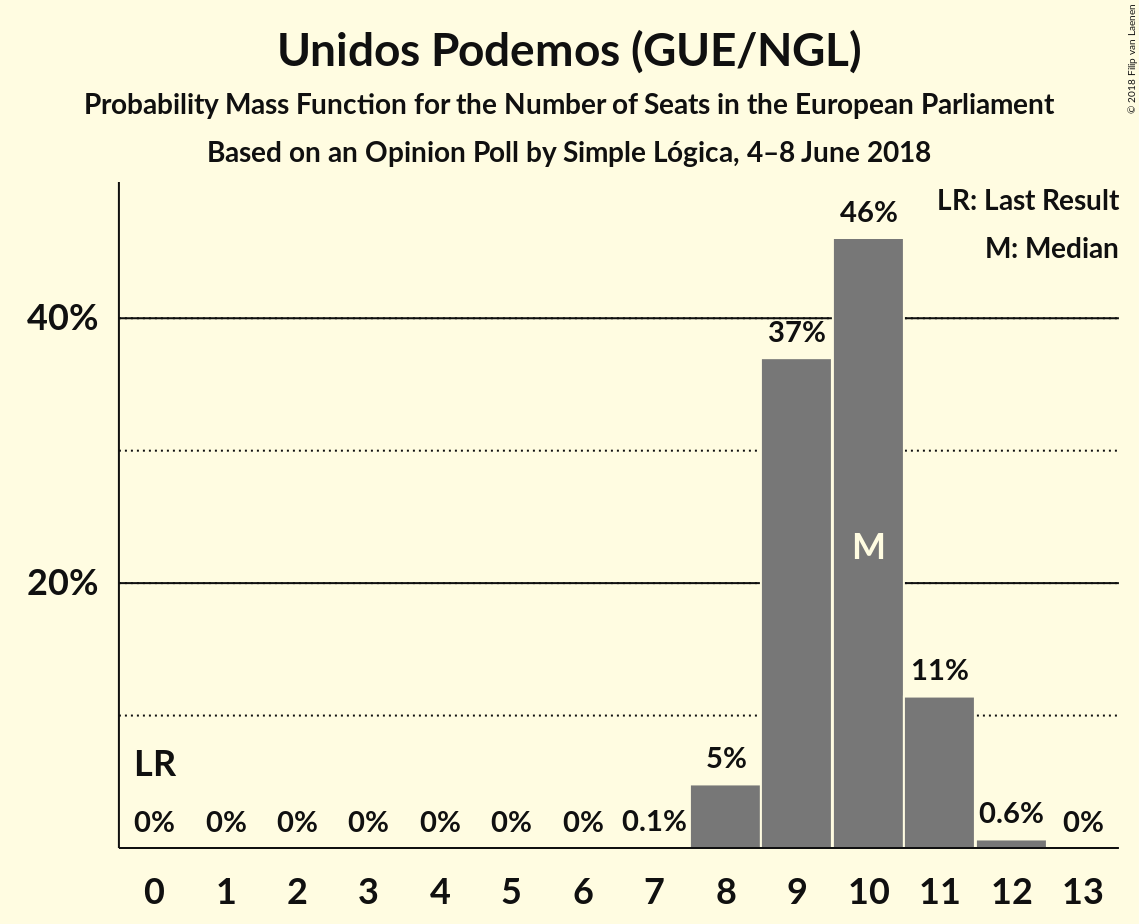 Unidos Podemos (GUE/NGL)
Probability Mass Function for the Number of Seats in the European Parliament
Based on an Opinion Poll by Simple Lógica, 4–8 June 2018
© 2018 Filip van Laenen
LR: Last Result
M: Median
46%
40%
37%
M
20%
11%
LR
5%
0% 0% 0% 0% 0% 0% 0% 0.1% 0.6% 0%
0 1 2 3 4 5 6 7 8 9 10 11 12 13